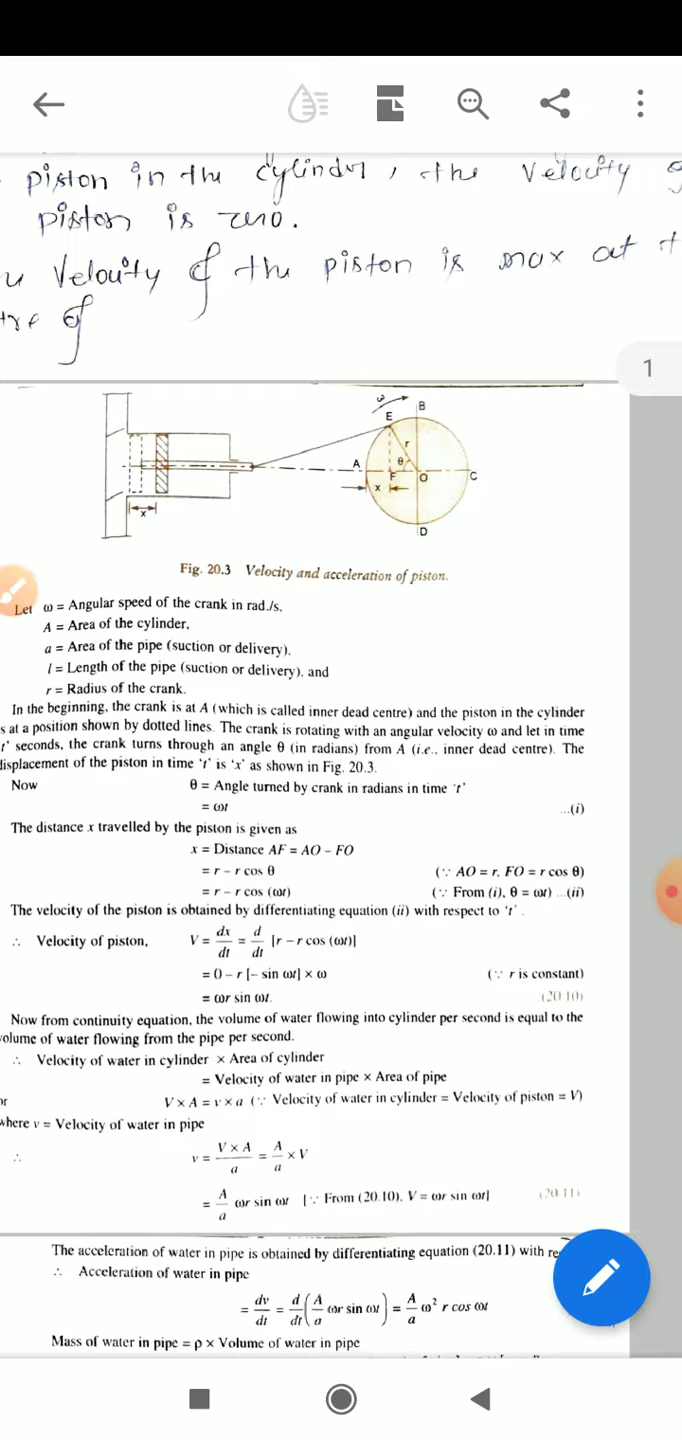 piston in the cylinder, the velocity
piston is zero.
Velouity of the piston is max at
of
1
ω
B
E
r
A
θ
F
O
C
x
x
D
Fig. 20.3 Velocity and acceleration of piston.
Let ω = Angular speed of the crank in rad./s,
A = Area of the cylinder,
a = Area of the pipe (suction or delivery),
l = Length of the pipe (suction or delivery), and
r = Radius of the crank.
In the beginning, the crank is at A (which is called inner dead centre) and the piston in the cylinder
s at a position shown by dotted lines. The crank is rotating with an angular velocity ω and let in time
t' seconds, the crank turns through an angle θ (in radians) from A (i.e., inner dead centre). The
displacement of the piston in time 't' is 'x' as shown in Fig. 20.3.
Now θ = Angle turned by crank in radians in time 't'
= ωt ...(i)
The distance x travelled by the piston is given as
x = Distance AF = AO – FO
= r – r cos θ (∵ AO = r, FO = r cos θ)
= r – r cos (ωt) (∵ From (i), θ = ωt) ...(ii)
The velocity of the piston is obtained by differentiating equation (ii) with respect to 't'.
∴ Velocity of piston, V = dx/dt = d/dt [r – r cos (ωt)]
= 0 – r [– sin ωt] × ω (∵ r is constant)
= ωr sin ωt. (20.10)
Now from continuity equation, the volume of water flowing into cylinder per second is equal to the
volume of water flowing from the pipe per second.
∴ Velocity of water in cylinder × Area of cylinder
= Velocity of water in pipe × Area of pipe
or V × A = v × a (∵ Velocity of water in cylinder = Velocity of piston = V)
where v = Velocity of water in pipe
∴ v = V × A/a = A/a × V
= A/a ωr sin ωt [∵ From (20.10), V = ωr sin ωt] (20.11)
The acceleration of water in pipe is obtained by differentiating equation (20.11) with re
∴ Acceleration of water in pipe
= dv/dt = d/dt (A/a ωr sin ωt) = A/a ω² r cos ωt
Mass of water in pipe = ρ × Volume of water in pipe